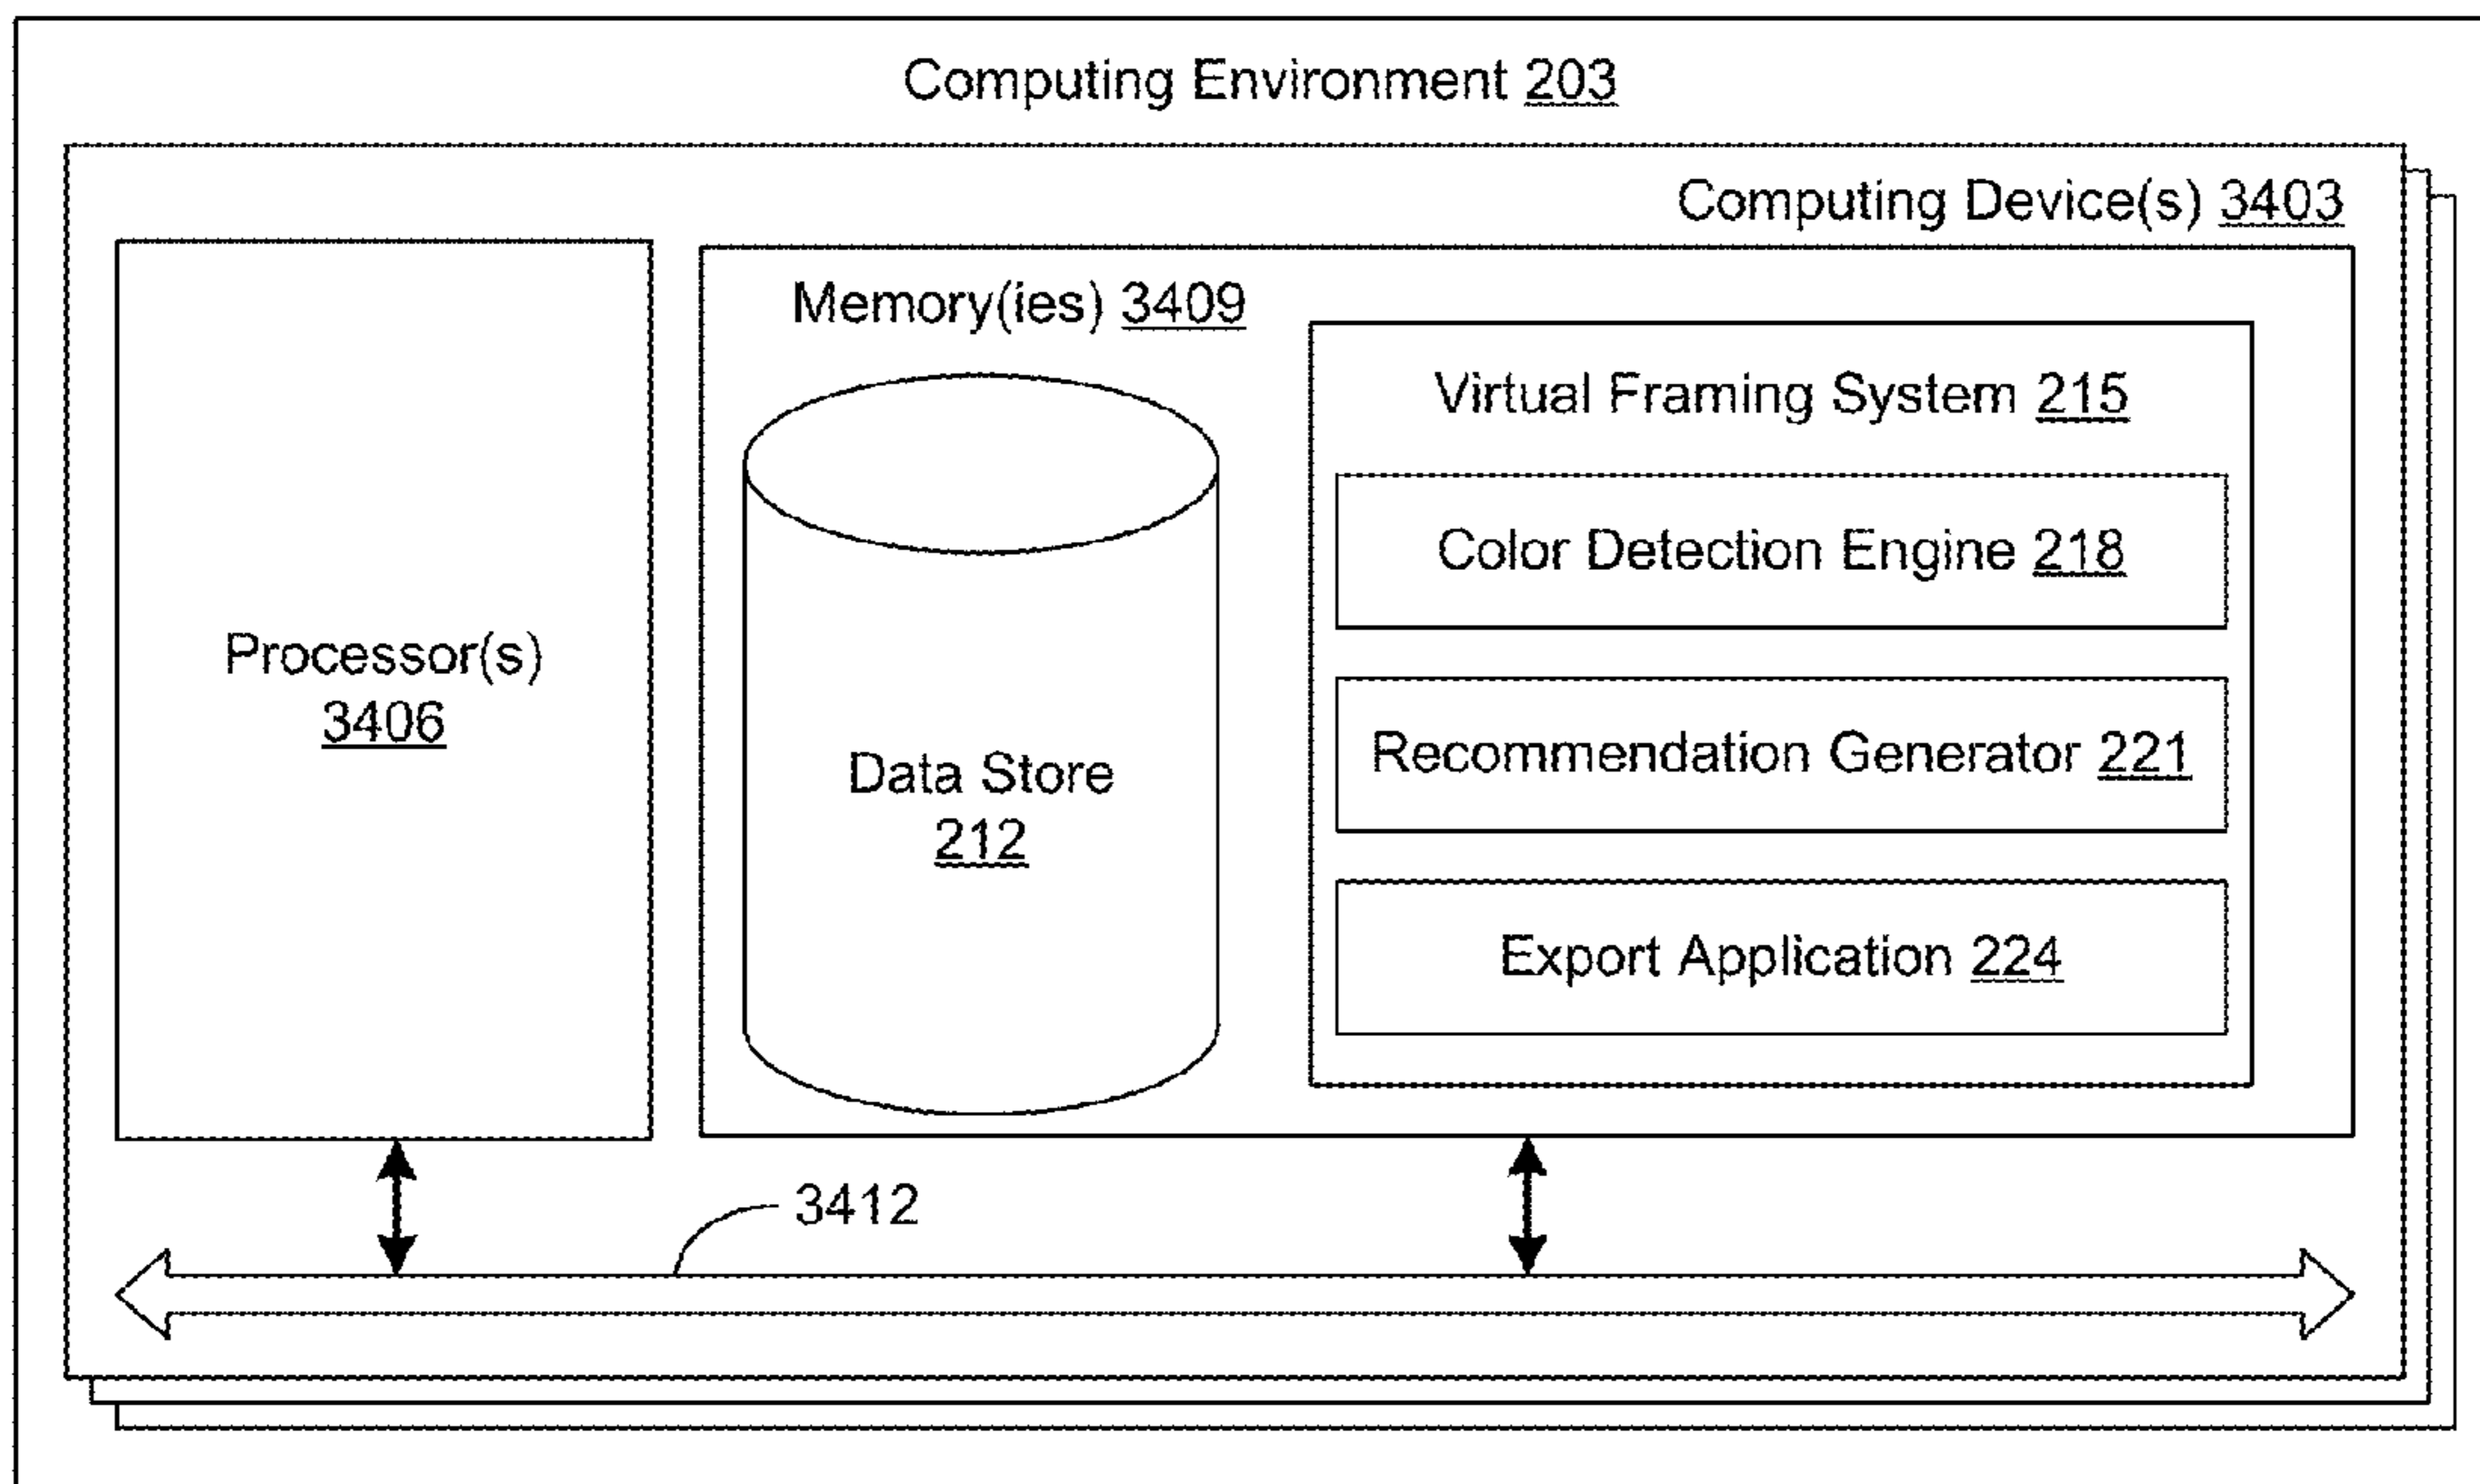 Computing Environment 203
Computing Device(s) 3403
Processor(s)
3406
Memory(ies) 3409
Data Store
212
Virtual Framing System 215
Color Detection Engine 218
Recommendation Generator 221
Export Application 224
3412